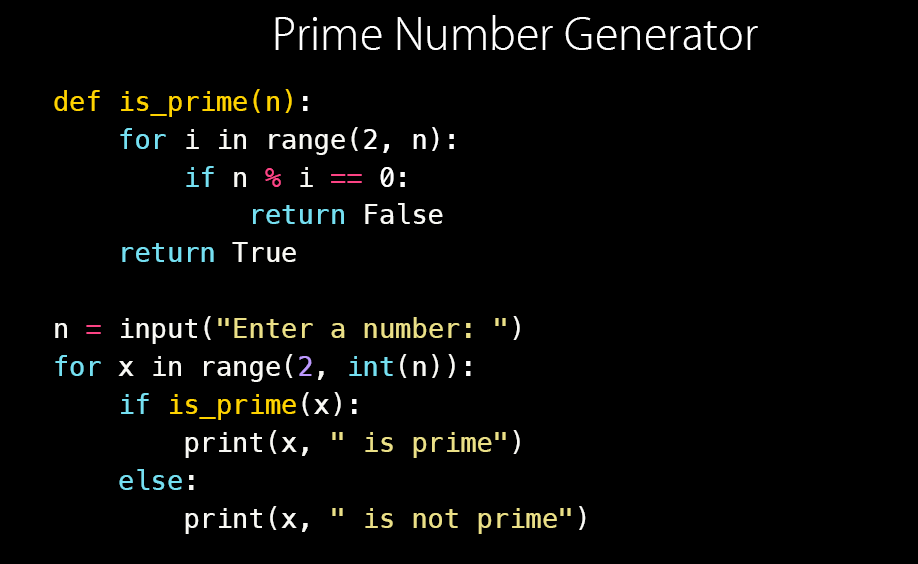 Prime Number Generator
def is_prime(n):
    for i in range(2, n):
        if n % i == 0:
            return False
    return True
n = input("Enter a number: ")
for x in range(2, int(n)):
    if is_prime(x):
        print(x, " is prime")
    else:
        print(x, " is not prime")